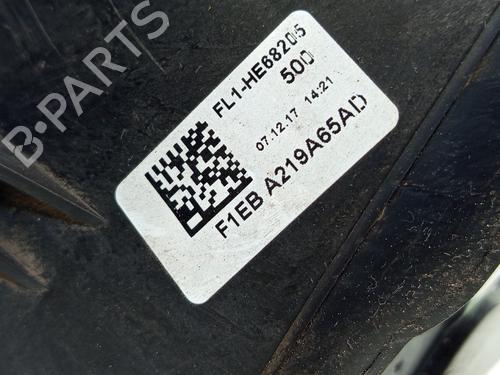 FL1-HE68205
500
07.12.17 14:21
F1EB A219A65AD
B-PARTS